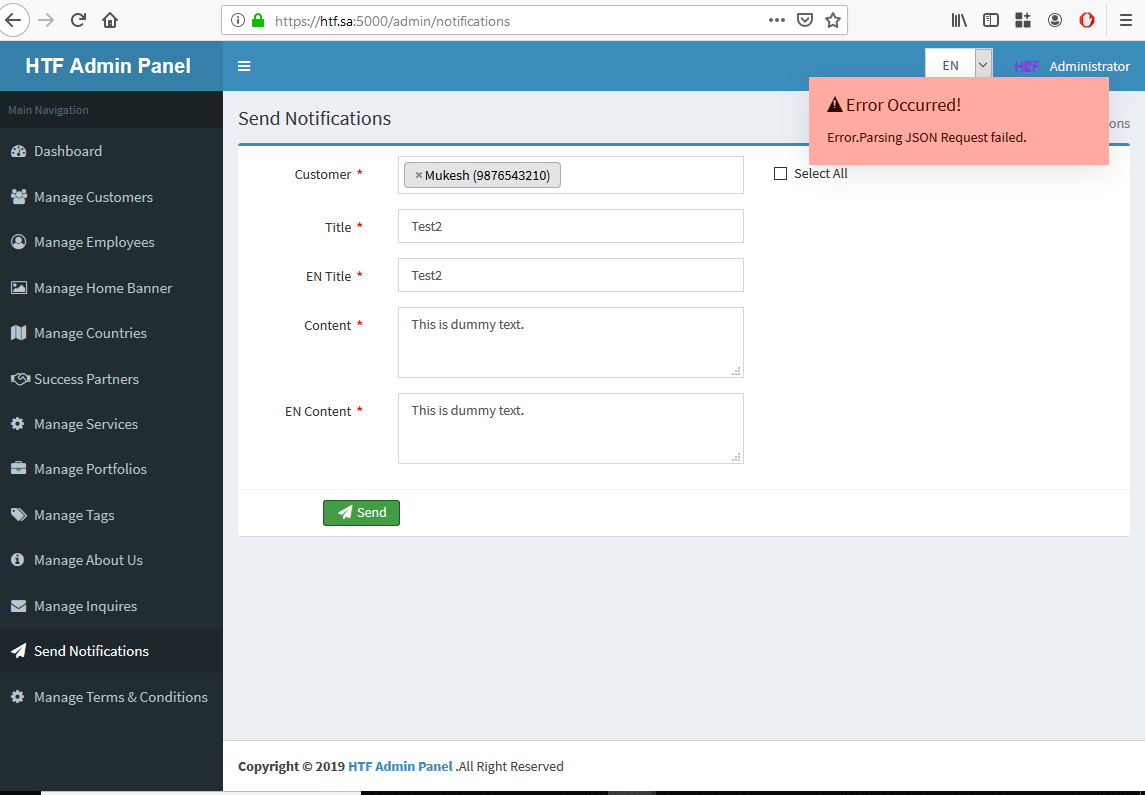 https://htf.sa:5000/admin/notifications
HTF Admin Panel
EN
HTF
Administrator
Main Navigation
Dashboard
Manage Customers
Manage Employees
Manage Home Banner
Manage Countries
Success Partners
Manage Services
Manage Portfolios
Manage Tags
Manage About Us
Manage Inquires
Send Notifications
Manage Terms & Conditions
Send Notifications
ons
Error Occurred!
Error.Parsing JSON Request failed.
Customer *
×Mukesh (9876543210)
Select All
Title *
Test2
EN Title *
Test2
Content *
This is dummy text.
EN Content *
This is dummy text.
Send
Copyright © 2019 HTF Admin Panel .All Right Reserved